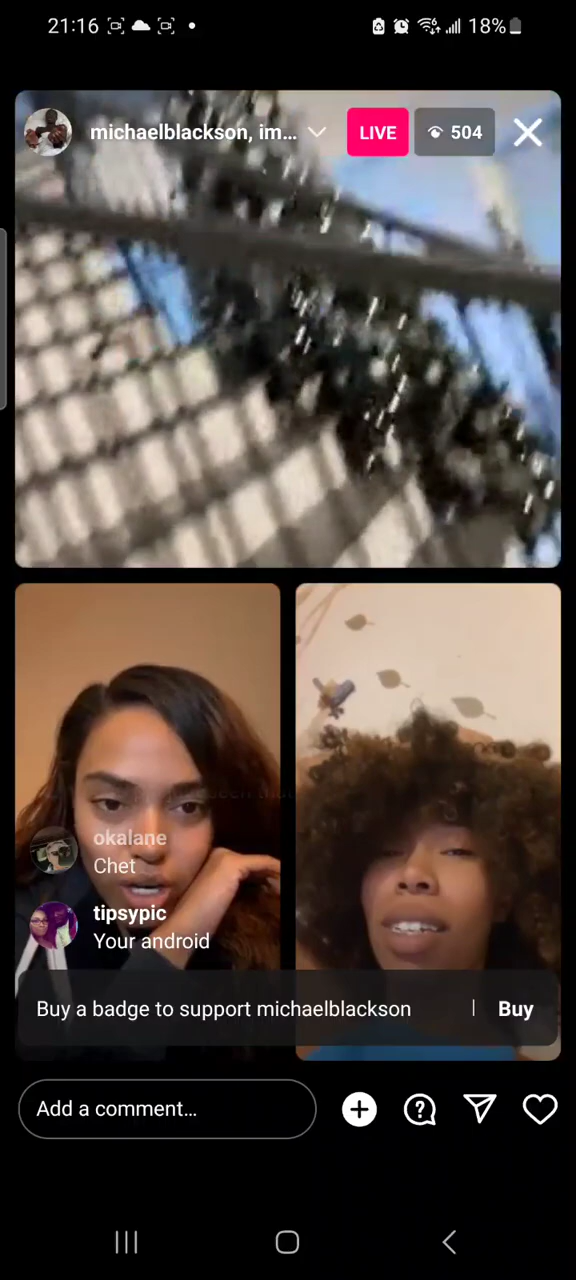 21:16
18%
michaelblackson, im...
LIVE
504
okalane
Chet
tipsypic
Your android
Buy a badge to support michaelblackson
Buy
Add a comment...